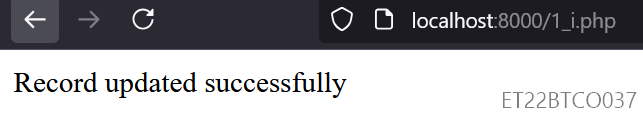 localhost:8000/1_i.php
Record updated successfully
ET22BTCO037